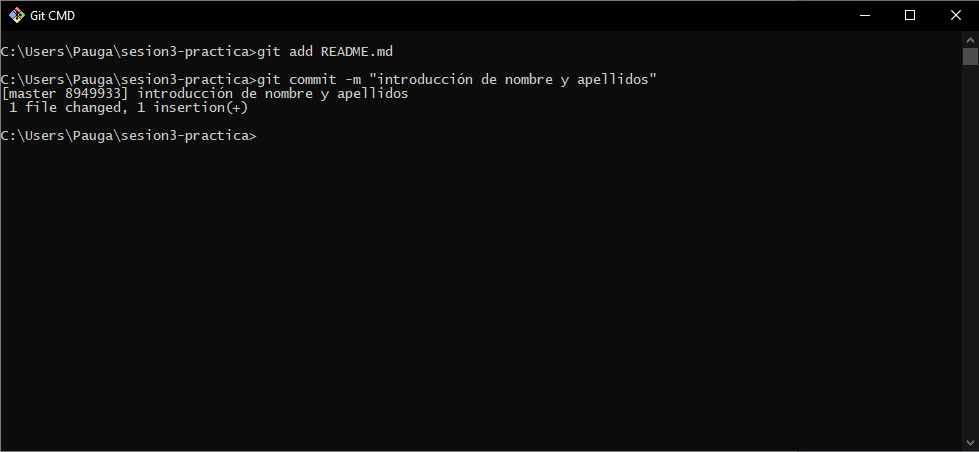 Git CMD
C:\Users\Pauga\sesion3-practica>git add README.md
C:\Users\Pauga\sesion3-practica>git commit -m "introducción de nombre y apellidos"
[master 8949933] introducción de nombre y apellidos
 1 file changed, 1 insertion(+)
C:\Users\Pauga\sesion3-practica>